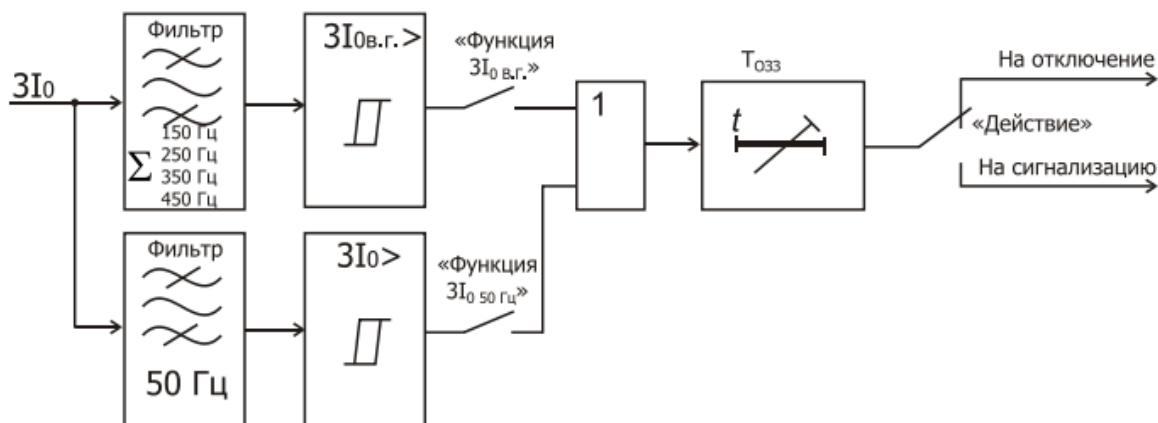 3I0
Фильтр
150 Гц
Σ 250 Гц
350 Гц
450 Гц
3I0в.г.>
«Функция
3I0 в.г.»
1
TОЗЗ
t
На отключение
«Действие»
На сигнализацию
Фильтр
50 Гц
3I0>
«Функция
3I0 50 Гц»